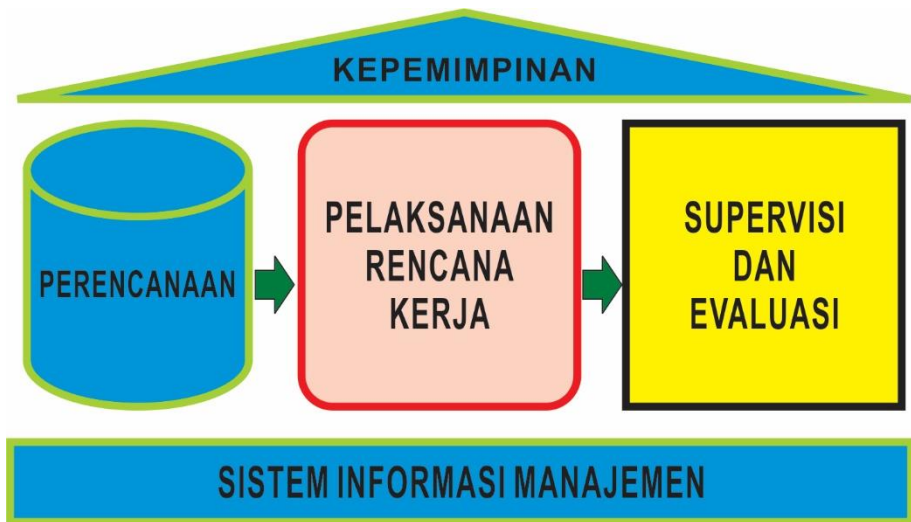 KEPEMIMPINAN
PERENCANAAN
PELAKSANAAN
RENCANA
KERJA
SUPERVISI
DAN
EVALUASI
SISTEM INFORMASI MANAJEMEN